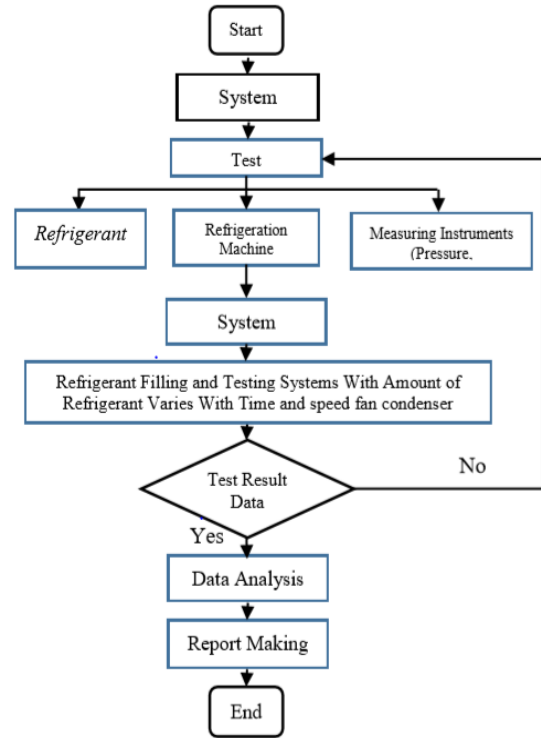 Start
System
Test
Refrigerant
Refrigeration
Machine
Measuring Instruments
(Pressure,
System
Refrigerant Filling and Testing Systems With Amount of
Refrigerant Varies With Time and speed fan condenser
Test Result
Data
No
Yes
Data Analysis
Report Making
End